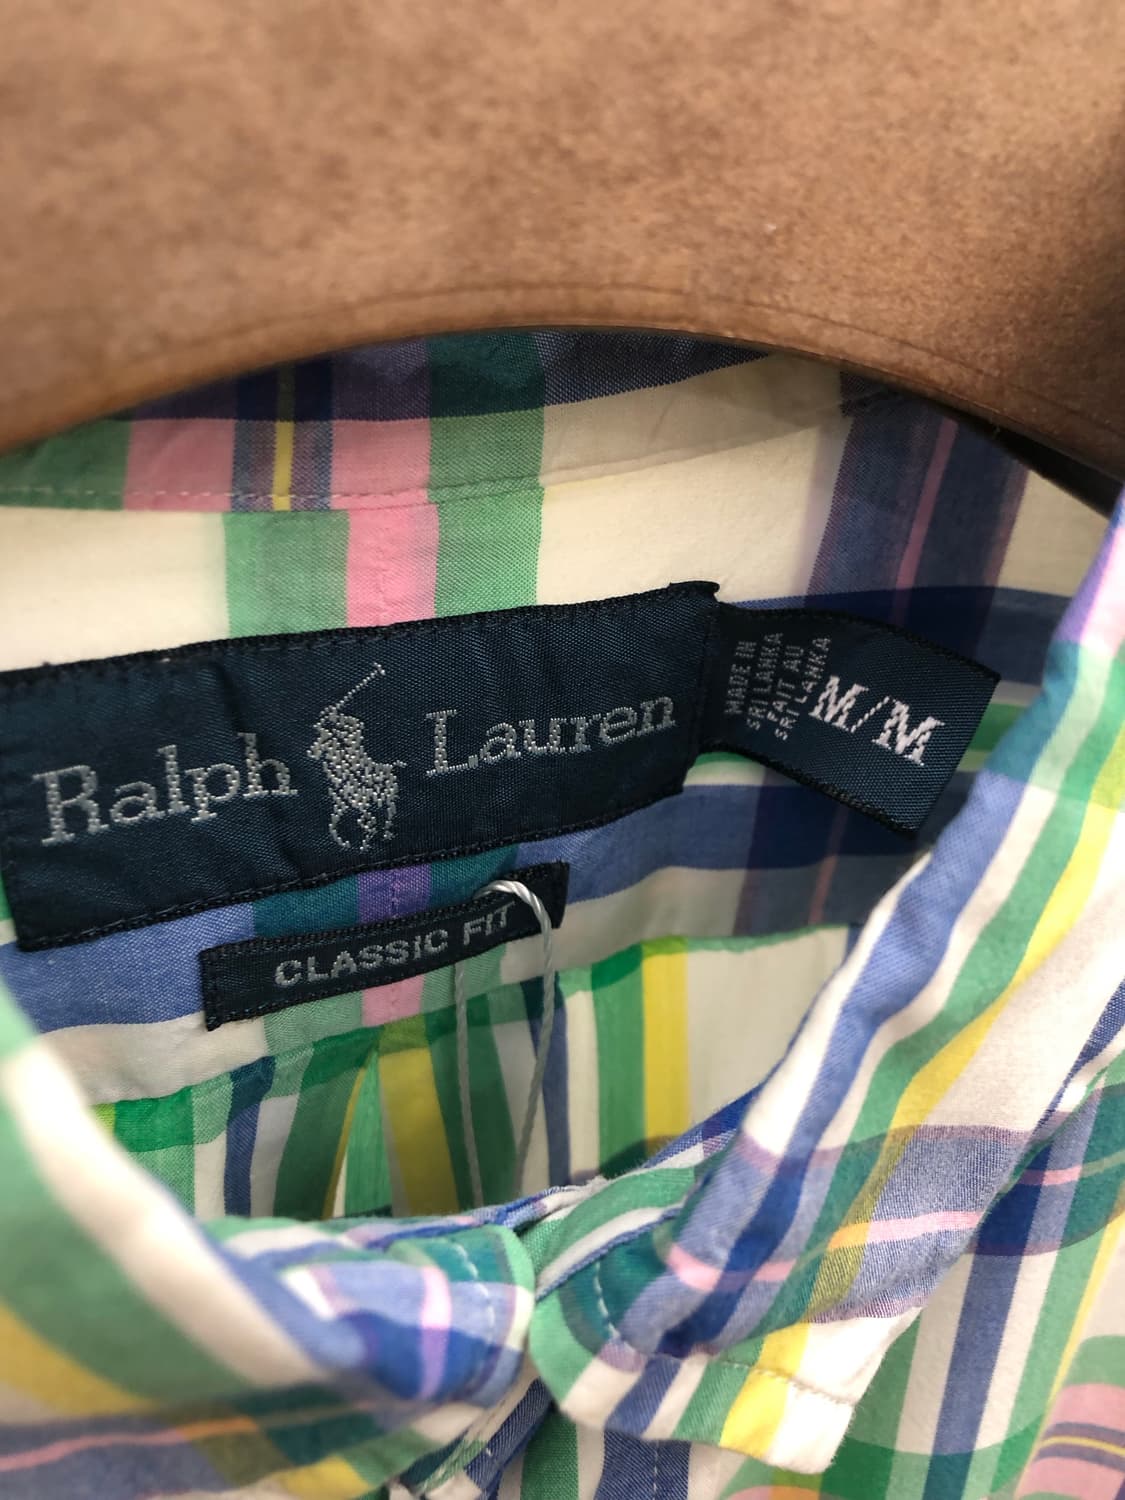 Ralph Lauren
MADE IN
SRI LANKA
FAIT AU
SRI LANKA
M/M
CLASSIC FIT